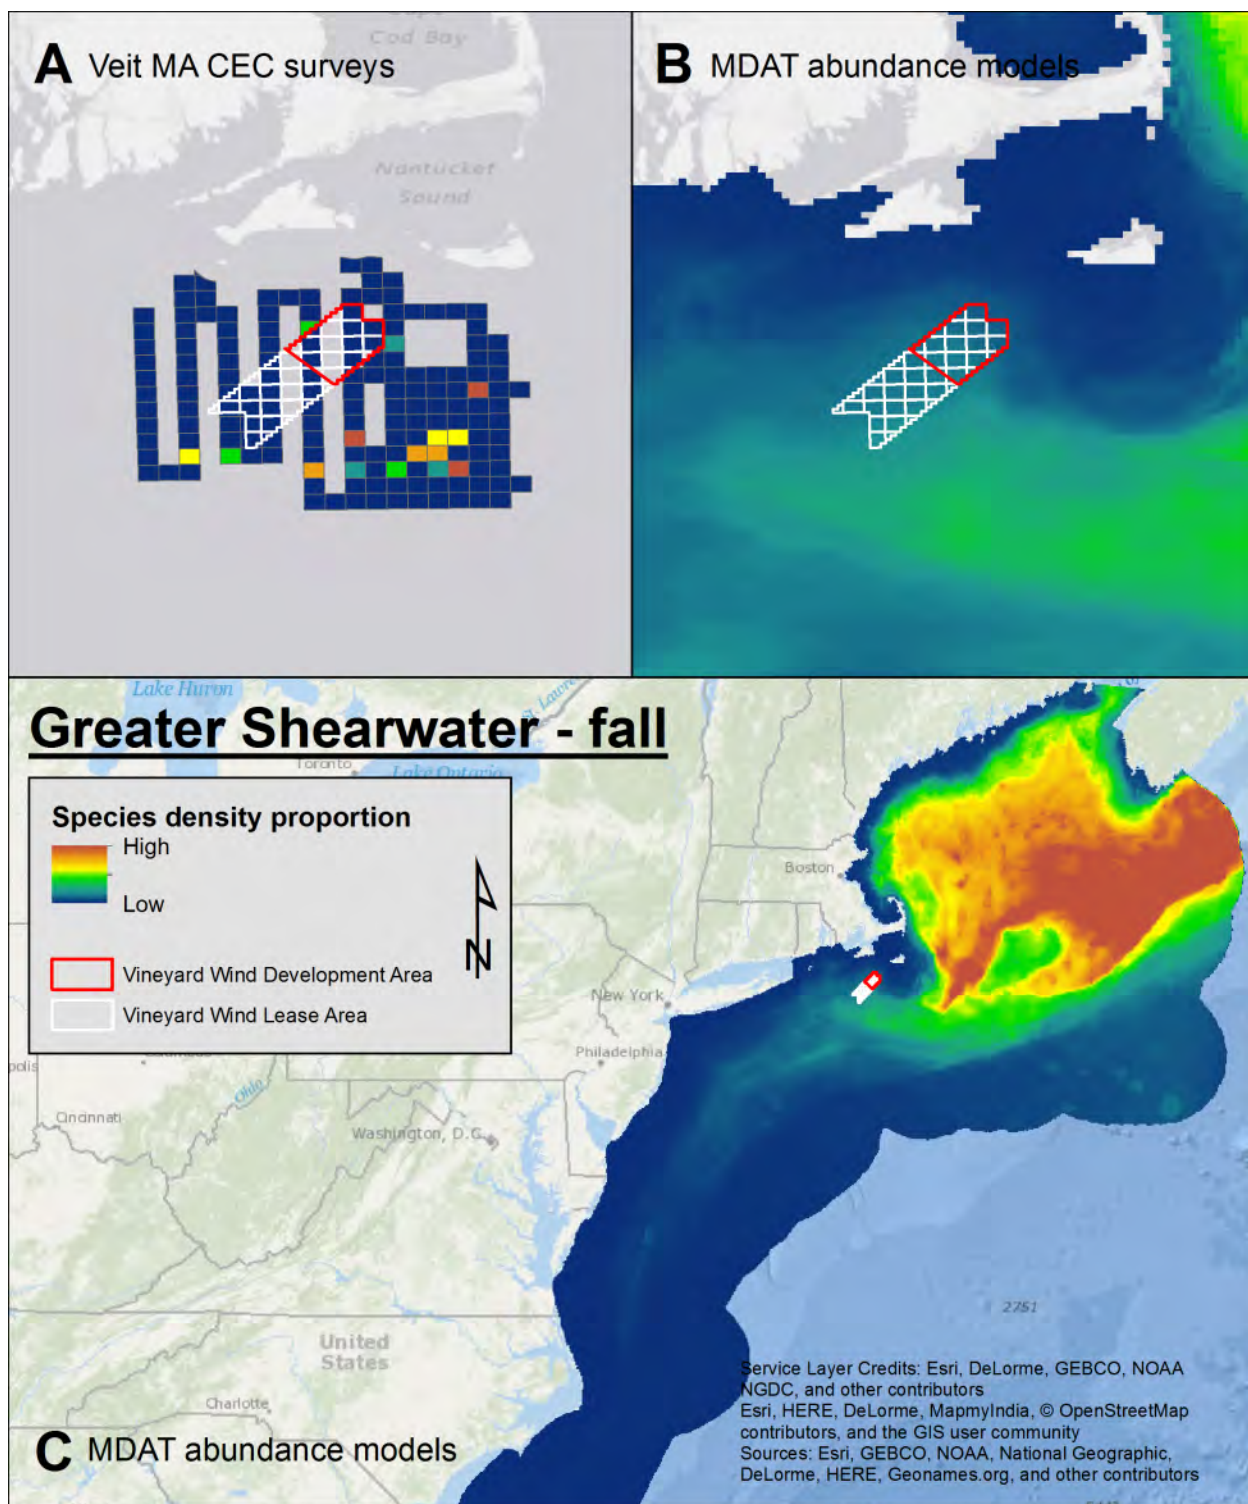 A Veit MA CEC surveys
Cod Bay
Nantucket
Sound
B MDAT abundance models
Lake Huron
St. Lawre
Greater Shearwater - fall
Toronto
Lake Ontario
Species density proportion
High
Low
N
Vineyard Wind Development Area
Vineyard Wind Lease Area
Boston
New York
Philadelphia
polis
Columbus
Ohio
Cincinnati
Washington, D.C.
2751
United
States
Charlotte
Service Layer Credits: Esri, DeLorme, GEBCO, NOAA
NGDC, and other contributors
Esri, HERE, DeLorme, MapmyIndia, © OpenStreetMap
contributors, and the GIS user community
Sources: Esri, GEBCO, NOAA, National Geographic,
DeLorme, HERE, Geonames.org, and other contributors
C MDAT abundance models